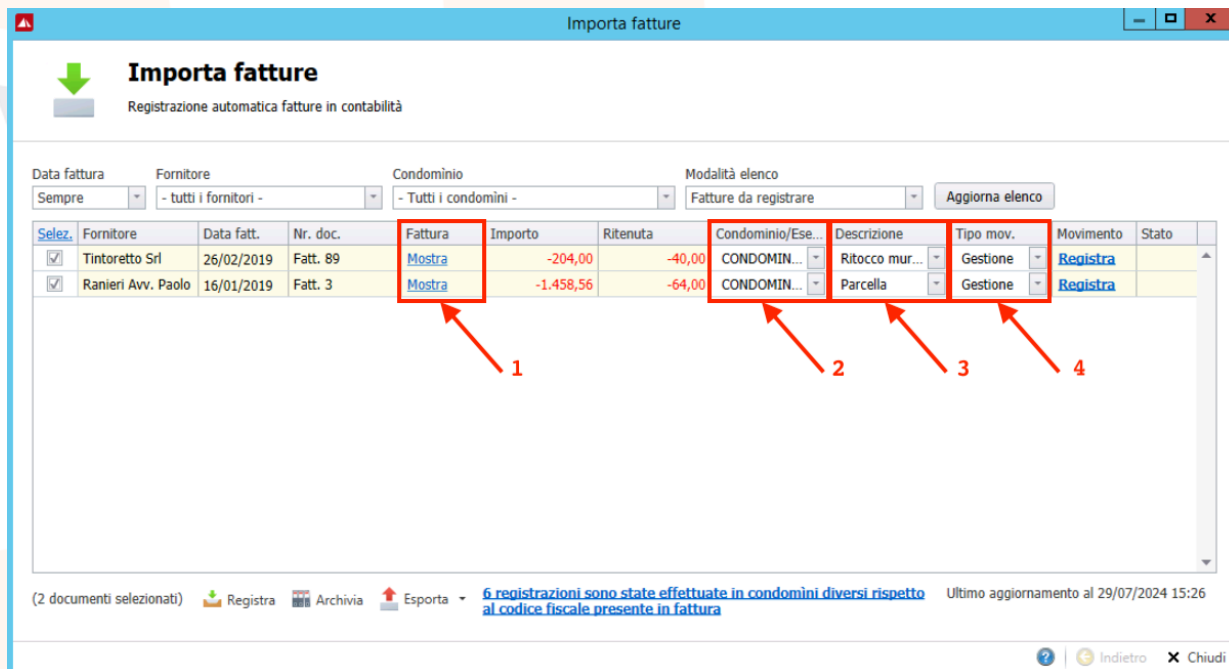 Importa fatture
Importa fatture
Registrazione automatica fatture in contabilità
Data fattura Fornitore Condomìnio Modalità elenco
Sempre - tutti i fornitori - - Tutti i condomìni - Fatture da registrare Aggiorna elenco
Selez. Fornitore Data fatt. Nr. doc. Fattura Importo Ritenuta Condominio/Ese... Descrizione Tipo mov. Movimento Stato
Tintoretto Srl 26/02/2019 Fatt. 89 Mostra -204,00 -40,00 CONDOMIN... Ritocco mur... Gestione Registra
Ranieri Avv. Paolo 16/01/2019 Fatt. 3 Mostra -1.458,56 -64,00 CONDOMIN... Parcella Gestione Registra
1 2 3 4
(2 documenti selezionati) Registra Archivia Esporta 6 registrazioni sono state effettuate in condomìni diversi rispetto Ultimo aggiornamento al 29/07/2024 15:26
al codice fiscale presente in fattura
? Indietro X Chiudi